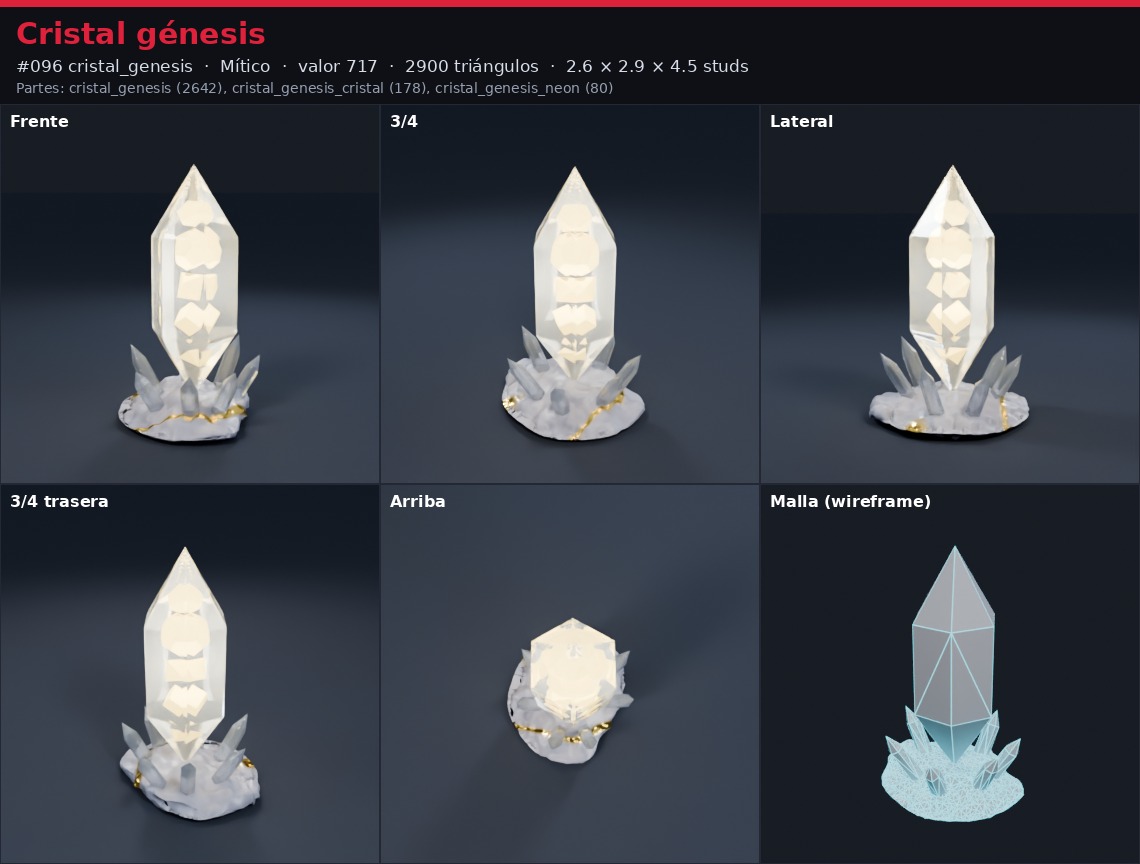 Cristal génesis
#096 cristal_genesis · Mítico · valor 717 · 2900 triángulos · 2.6 × 2.9 × 4.5 studs
Partes: cristal_genesis (2642), cristal_genesis_cristal (178), cristal_genesis_neon (80)
Frente
3/4
Lateral
3/4 trasera
Arriba
Malla (wireframe)